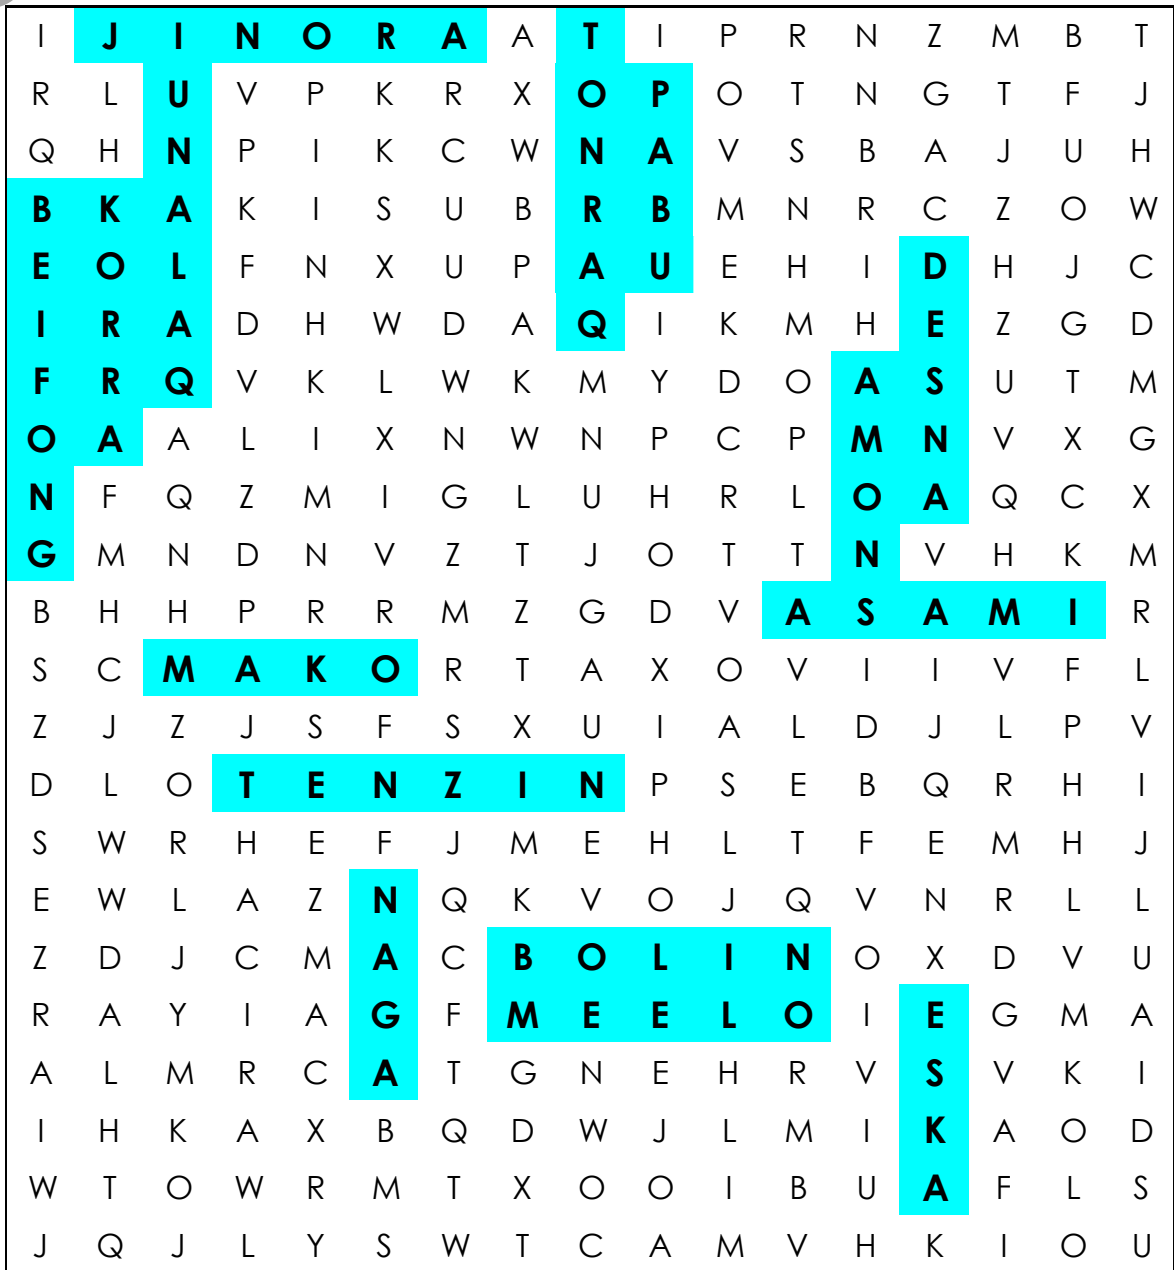 I J I N O R A A T I P R N Z M B T
R L U V P K R X O P O T N G T F J
Q H N P I K C W N A V S B A J U H
B K A K I S U B R B M N R C Z O W
E O L F N X U P A U E H I D H J C
I R A D H W D A Q I K M H E Z G D
F R Q V K L W K M Y D O A S U T M
O A A L I X N W N P C P M N V X G
N F Q Z M I G L U H R L O A Q C X
G M N D N V Z T J O T T N V H K M
B H H P R R M Z G D V A S A M I R
S C M A K O R T A X O V I I V F L
Z J Z J S F S X U I A L D J L P V
D L O T E N Z I N P S E B Q R H I
S W R H E F J M E H L T F E M H J
E W L A Z N Q K V O J Q V N R L L
Z D J C M A C B O L I N O X D V U
R A Y I A G F M E E L O I E G M A
A L M R C A T G N E H R V S V K I
I H K A X B Q D W J L M I K A O D
W T O W R M T X O O I B U A F L S
J Q J L Y S W T C A M V H K I O U